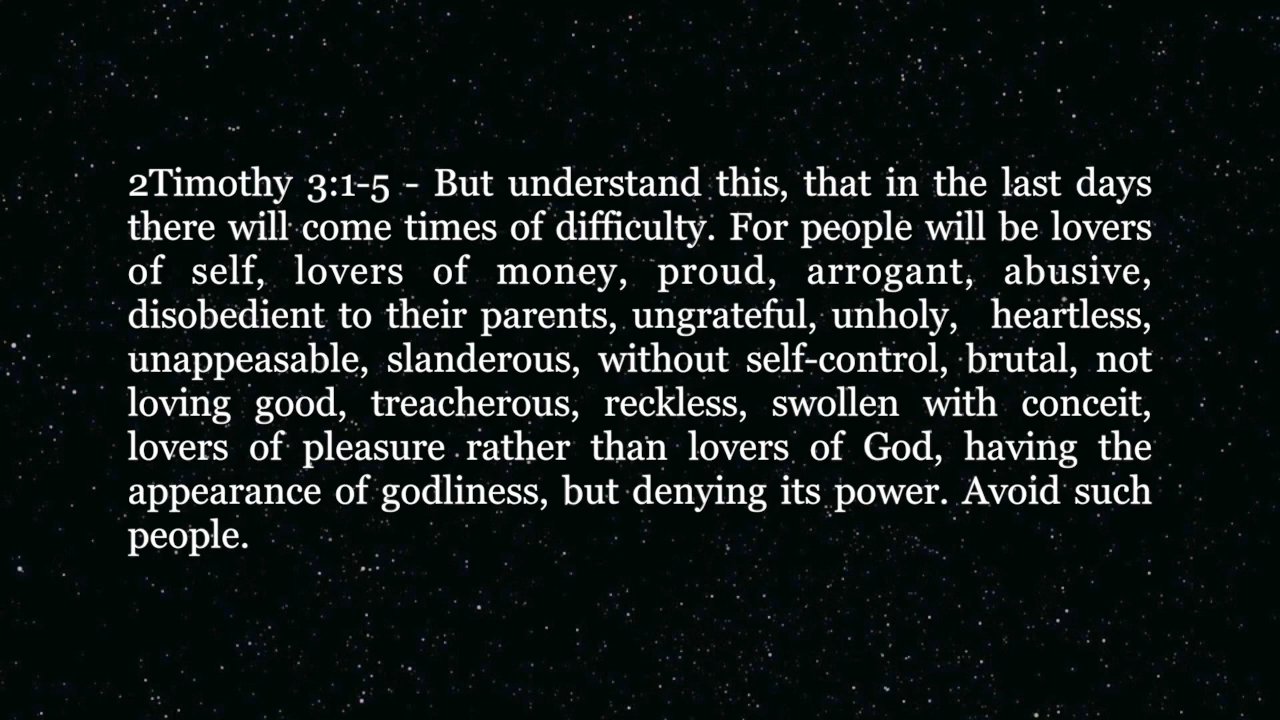 2Timothy 3:1-5 - But understand this, that in the last days
there will come times of difficulty. For people will be lovers
of self, lovers of money, proud, arrogant, abusive,
disobedient to their parents, ungrateful, unholy,  heartless,
unappeasable, slanderous, without self-control, brutal, not
loving good, treacherous, reckless, swollen with conceit,
lovers of pleasure rather than lovers of God, having the
appearance of godliness, but denying its power. Avoid such
people.